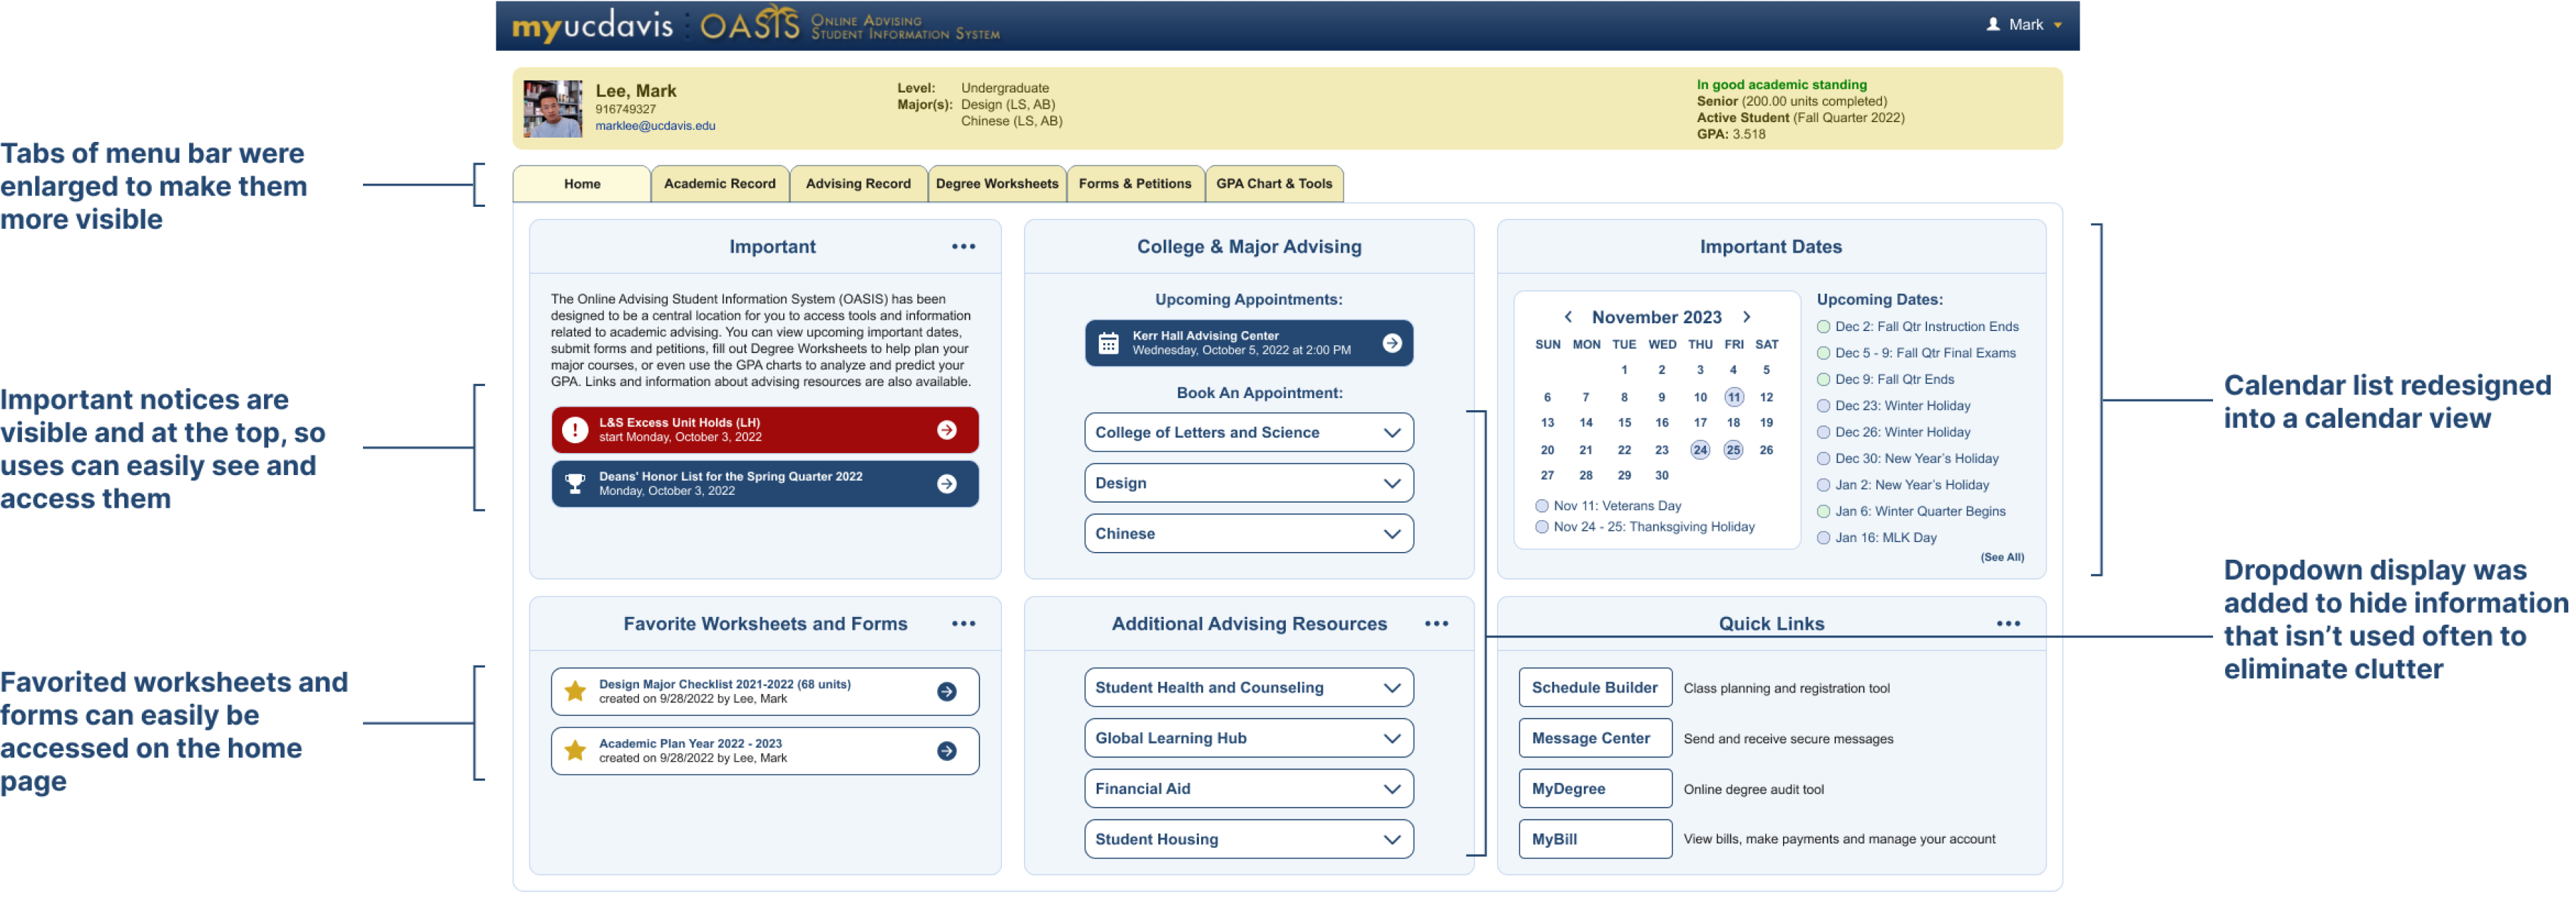 myucdavis OASIS ONLINE ADVISING
STUDENT INFORMATION SYSTEM
Mark
Lee, Mark
916749327
marklee@ucdavis.edu
Level: Undergraduate
Major(s): Design (LS, AB)
Chinese (LS, AB)
In good academic standing
Senior (200.00 units completed)
Active Student (Fall Quarter 2022)
GPA: 3.518
Tabs of menu bar were
enlarged to make them
more visible
Home
Academic Record
Advising Record
Degree Worksheets
Forms & Petitions
GPA Chart & Tools
Important
The Online Advising Student Information System (OASIS) has been
designed to be a central location for you to access tools and information
related to academic advising. You can view upcoming important dates,
submit forms and petitions, fill out Degree Worksheets to help plan your
major courses, or even use the GPA charts to analyze and predict your
GPA. Links and information about advising resources are also available.
L&S Excess Unit Holds (LH)
start Monday, October 3, 2022
Deans' Honor List for the Spring Quarter 2022
Monday, October 3, 2022
Important notices are
visible and at the top, so
uses can easily see and
access them
College & Major Advising
Upcoming Appointments:
Kerr Hall Advising Center
Wednesday, October 5, 2022 at 2:00 PM
Book An Appointment:
College of Letters and Science
Design
Chinese
Important Dates
November 2023
SUN MON TUE WED THU FRI SAT
1 2 3 4 5
6 7 8 9 10 11 12
13 14 15 16 17 18 19
20 21 22 23 24 25 26
27 28 29 30
Nov 11: Veterans Day
Nov 24 - 25: Thanksgiving Holiday
Upcoming Dates:
Dec 2: Fall Qtr Instruction Ends
Dec 5 - 9: Fall Qtr Final Exams
Dec 9: Fall Qtr Ends
Dec 23: Winter Holiday
Dec 26: Winter Holiday
Dec 30: New Year’s Holiday
Jan 2: New Year’s Holiday
Jan 6: Winter Quarter Begins
Jan 16: MLK Day
(See All)
Calendar list redesigned
into a calendar view
Favorite Worksheets and Forms
Design Major Checklist 2021-2022 (68 units)
created on 9/28/2022 by Lee, Mark
Academic Plan Year 2022 - 2023
created on 9/28/2022 by Lee, Mark
Favorited worksheets and
forms can easily be
accessed on the home
page
Additional Advising Resources
Student Health and Counseling
Global Learning Hub
Financial Aid
Student Housing
Quick Links
Schedule Builder Class planning and registration tool
Message Center Send and receive secure messages
MyDegree Online degree audit tool
MyBill View bills, make payments and manage your account
Dropdown display was
added to hide information
that isn’t used often to
eliminate clutter